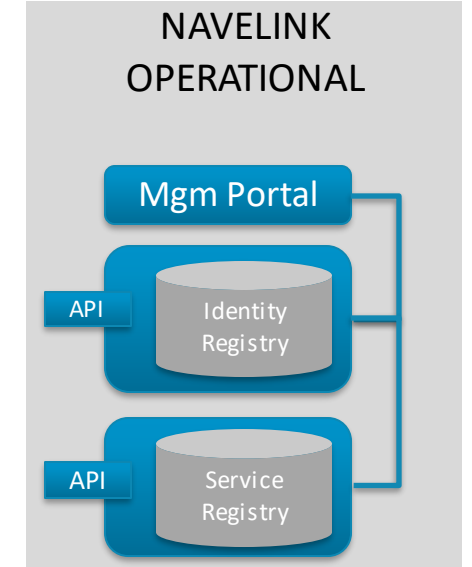 NAVELINK
OPERATIONAL
Mgm Portal
API
Identity
Registry
API
Service
Registry